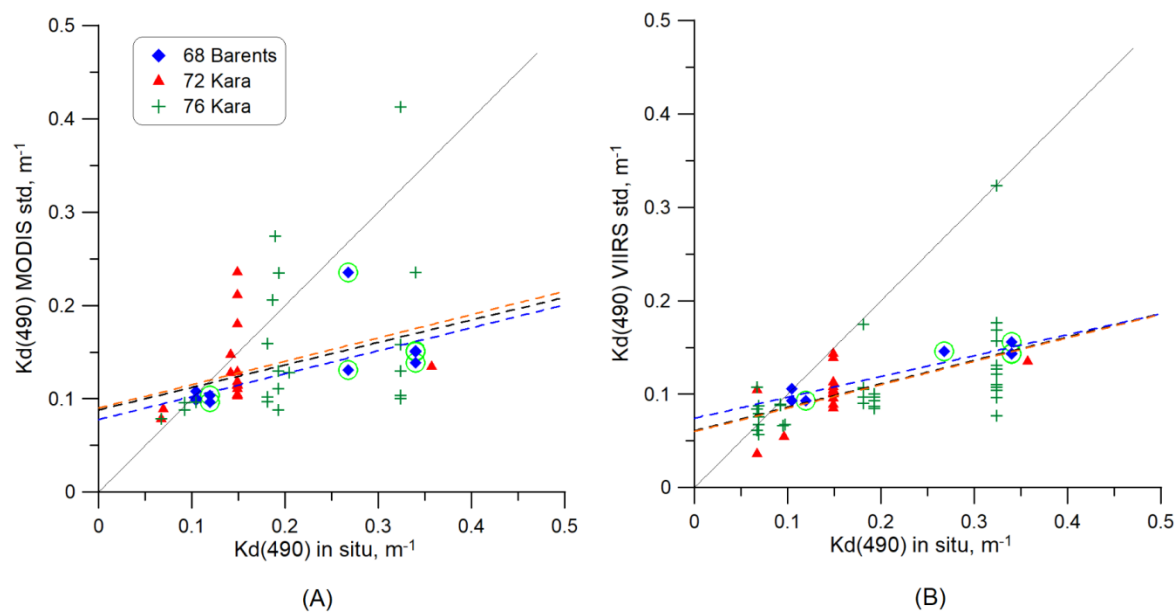 0.5
0.4
0.3
0.2
0.1
0
Kd(490) MODIS std, m-1
68 Barents
72 Kara
76 Kara
0 0.1 0.2 0.3 0.4 0.5
Kd(490) in situ, m-1
(A)
0.5
0.4
0.3
0.2
0.1
0
Kd(490) VIIRS std, m-1
0 0.1 0.2 0.3 0.4 0.5
Kd(490) in situ, m-1
(B)